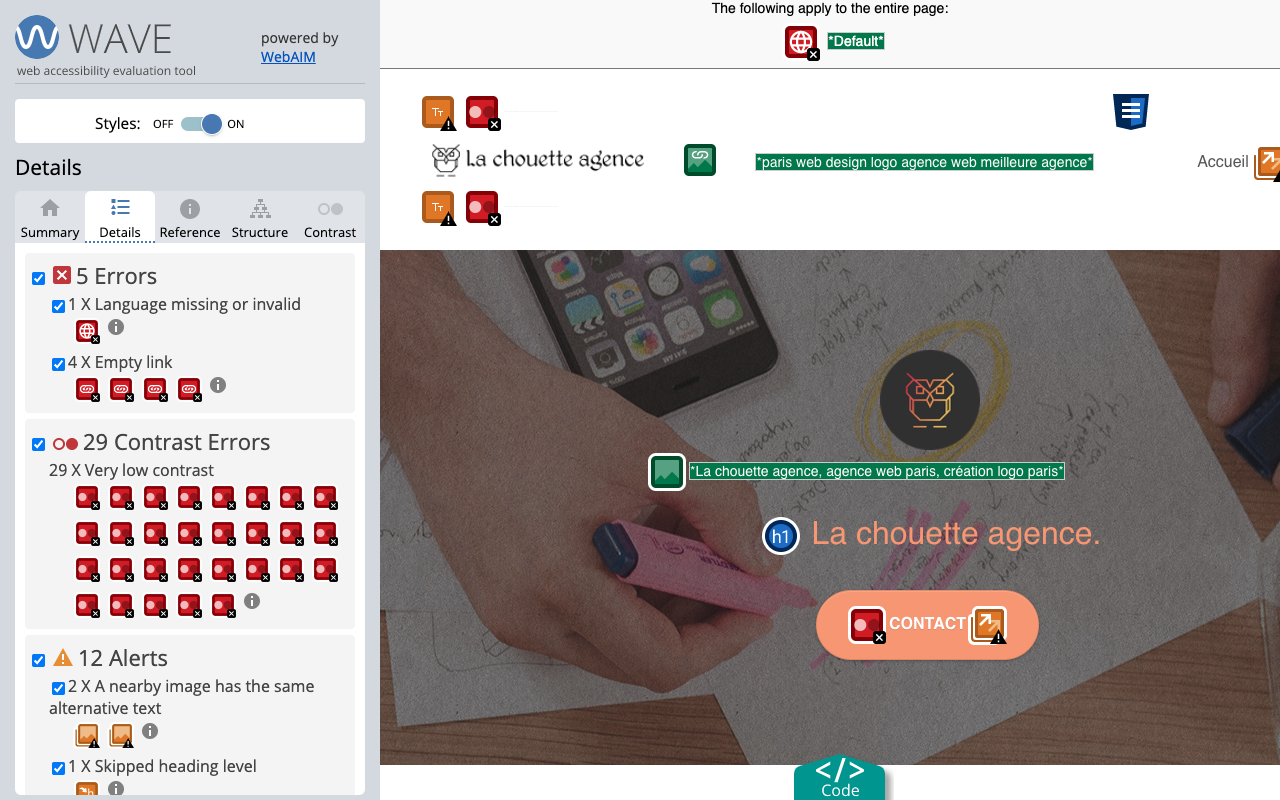 WAVE
web accessibility evaluation tool
powered by
WebAIM
Styles: OFF ON
Details
Summary Details Reference Structure Contrast
5 Errors
1 X Language missing or invalid
4 X Empty link
29 Contrast Errors
29 X Very low contrast
12 Alerts
2 X A nearby image has the same
alternative text
1 X Skipped heading level
The following apply to the entire page:
*Default*
La chouette agence
*paris web design logo agence web meilleure agence*
Accueil
*La chouette agence, agence web paris, création logo paris*
h1 La chouette agence.
CONTACT
</> 
Code